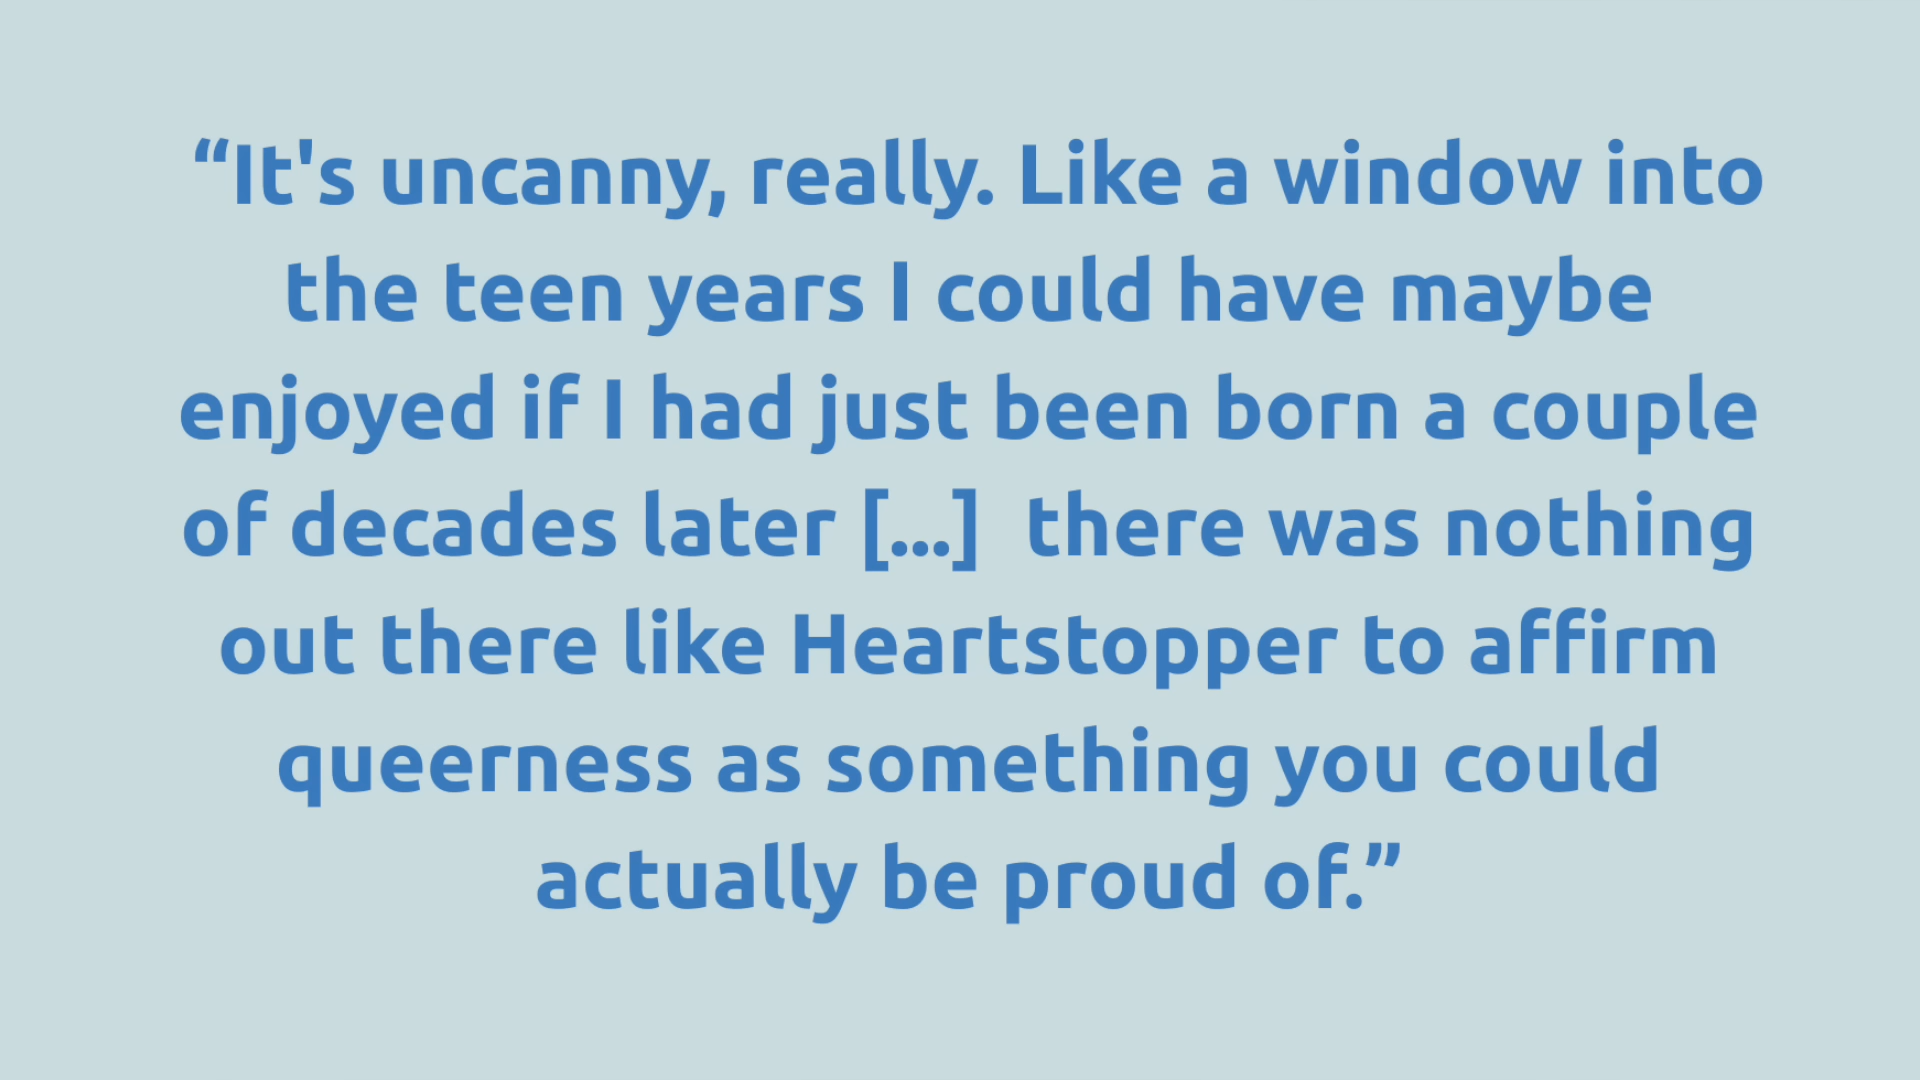 “It's uncanny, really. Like a window into
the teen years I could have maybe
enjoyed if I had just been born a couple
of decades later [...]  there was nothing
out there like Heartstopper to affirm
queerness as something you could
actually be proud of.”